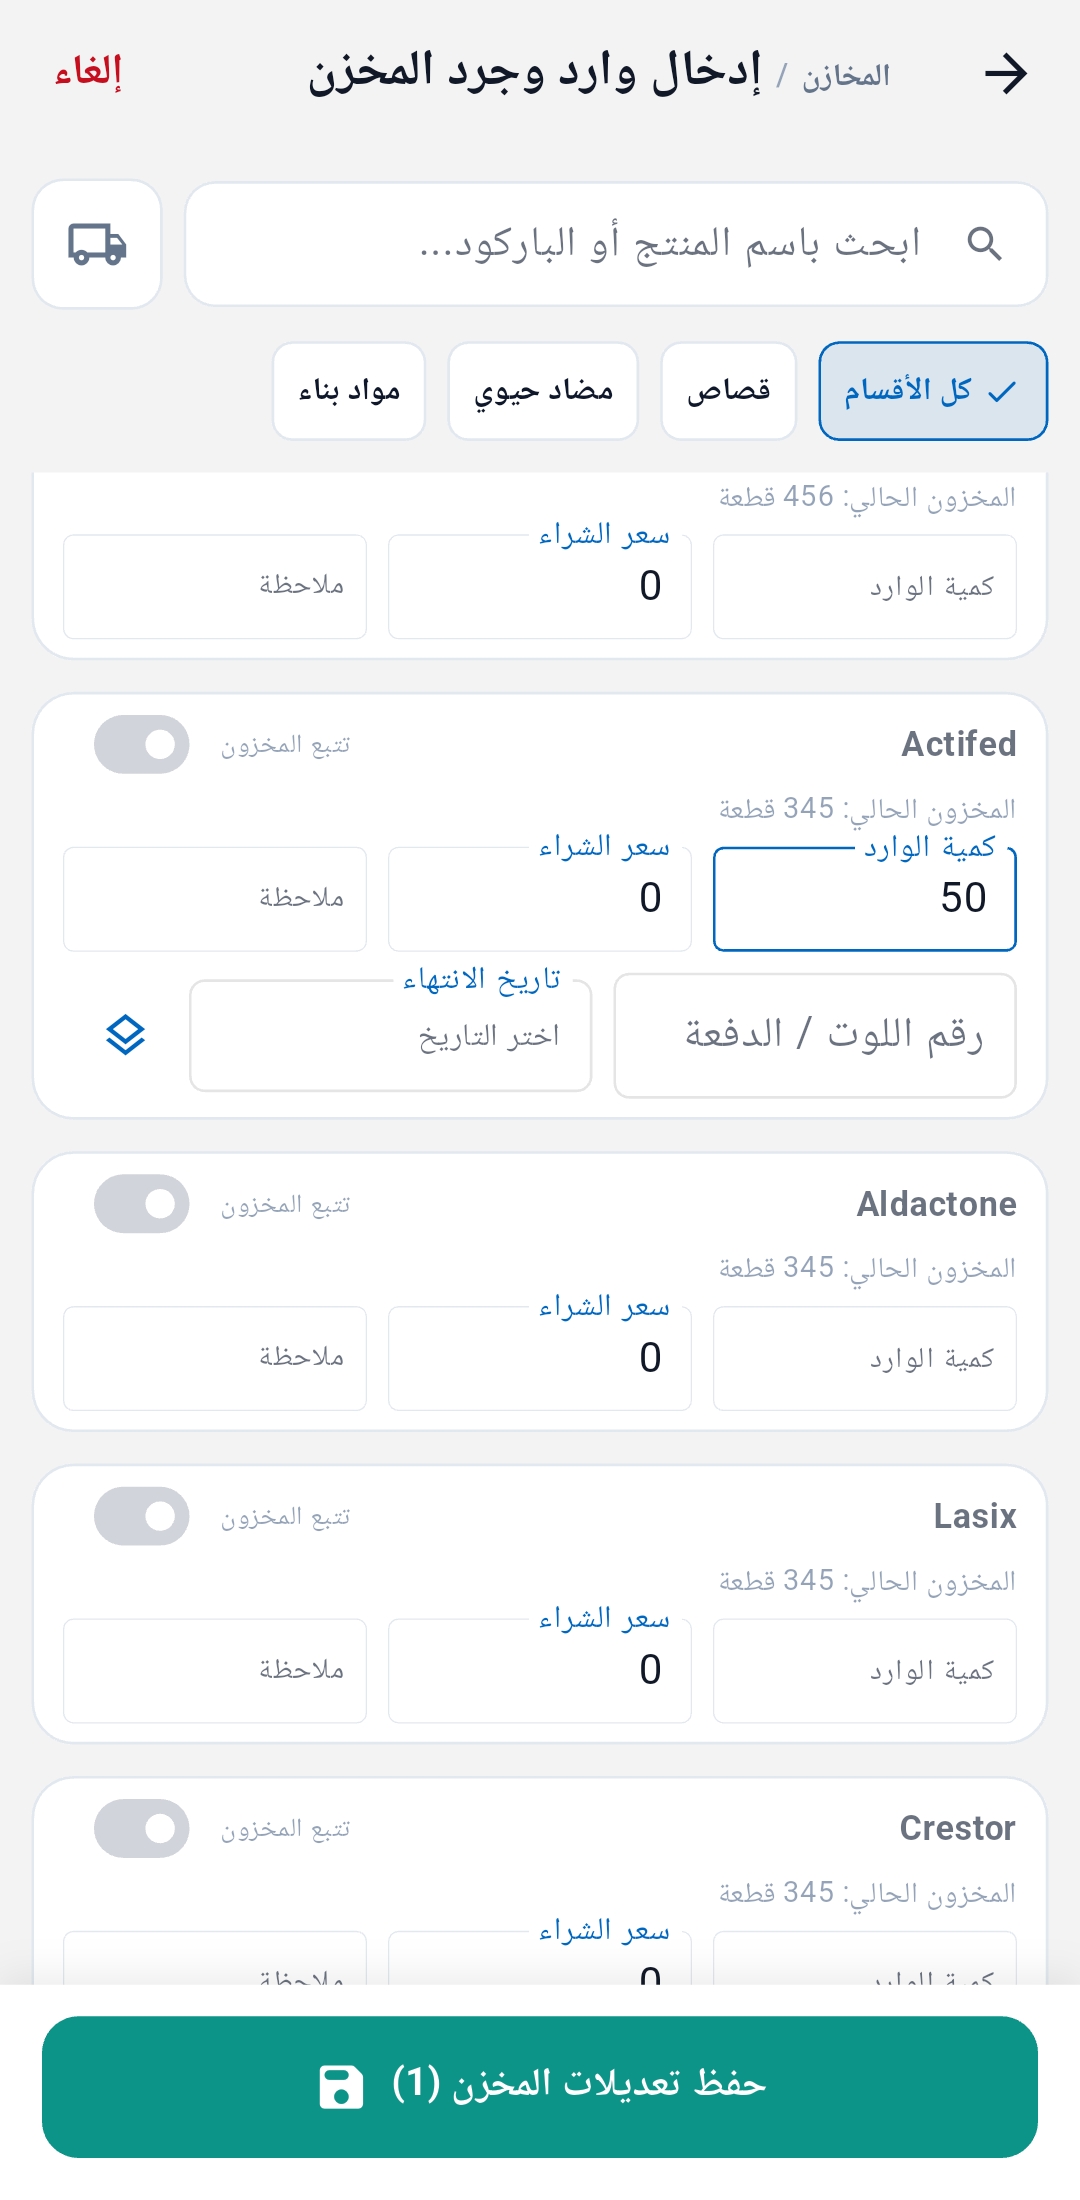 المخازن / إدخال وارد وجرد المخزن إلغاء
ابحث باسم المنتج أو الباركود...
كل الأقسام قصاص مضاد حيوي مواد بناء
المخزون الحالي: 456 قطعة
كمية الوارد سعر الشراء 0 ملاحظة
Actifed تتبع المخزون
المخزون الحالي: 345 قطعة
كمية الوارد 50 سعر الشراء 0 ملاحظة
رقم اللوت / الدفعة تاريخ الانتهاء اختر التاريخ
Aldactone تتبع المخزون
المخزون الحالي: 345 قطعة
كمية الوارد سعر الشراء 0 ملاحظة
Lasix تتبع المخزون
المخزون الحالي: 345 قطعة
كمية الوارد سعر الشراء 0 ملاحظة
Crestor تتبع المخزون
المخزون الحالي: 345 قطعة
كمية الوارد سعر الشراء 0 ملاحظة
حفظ تعديلات المخزن (1)